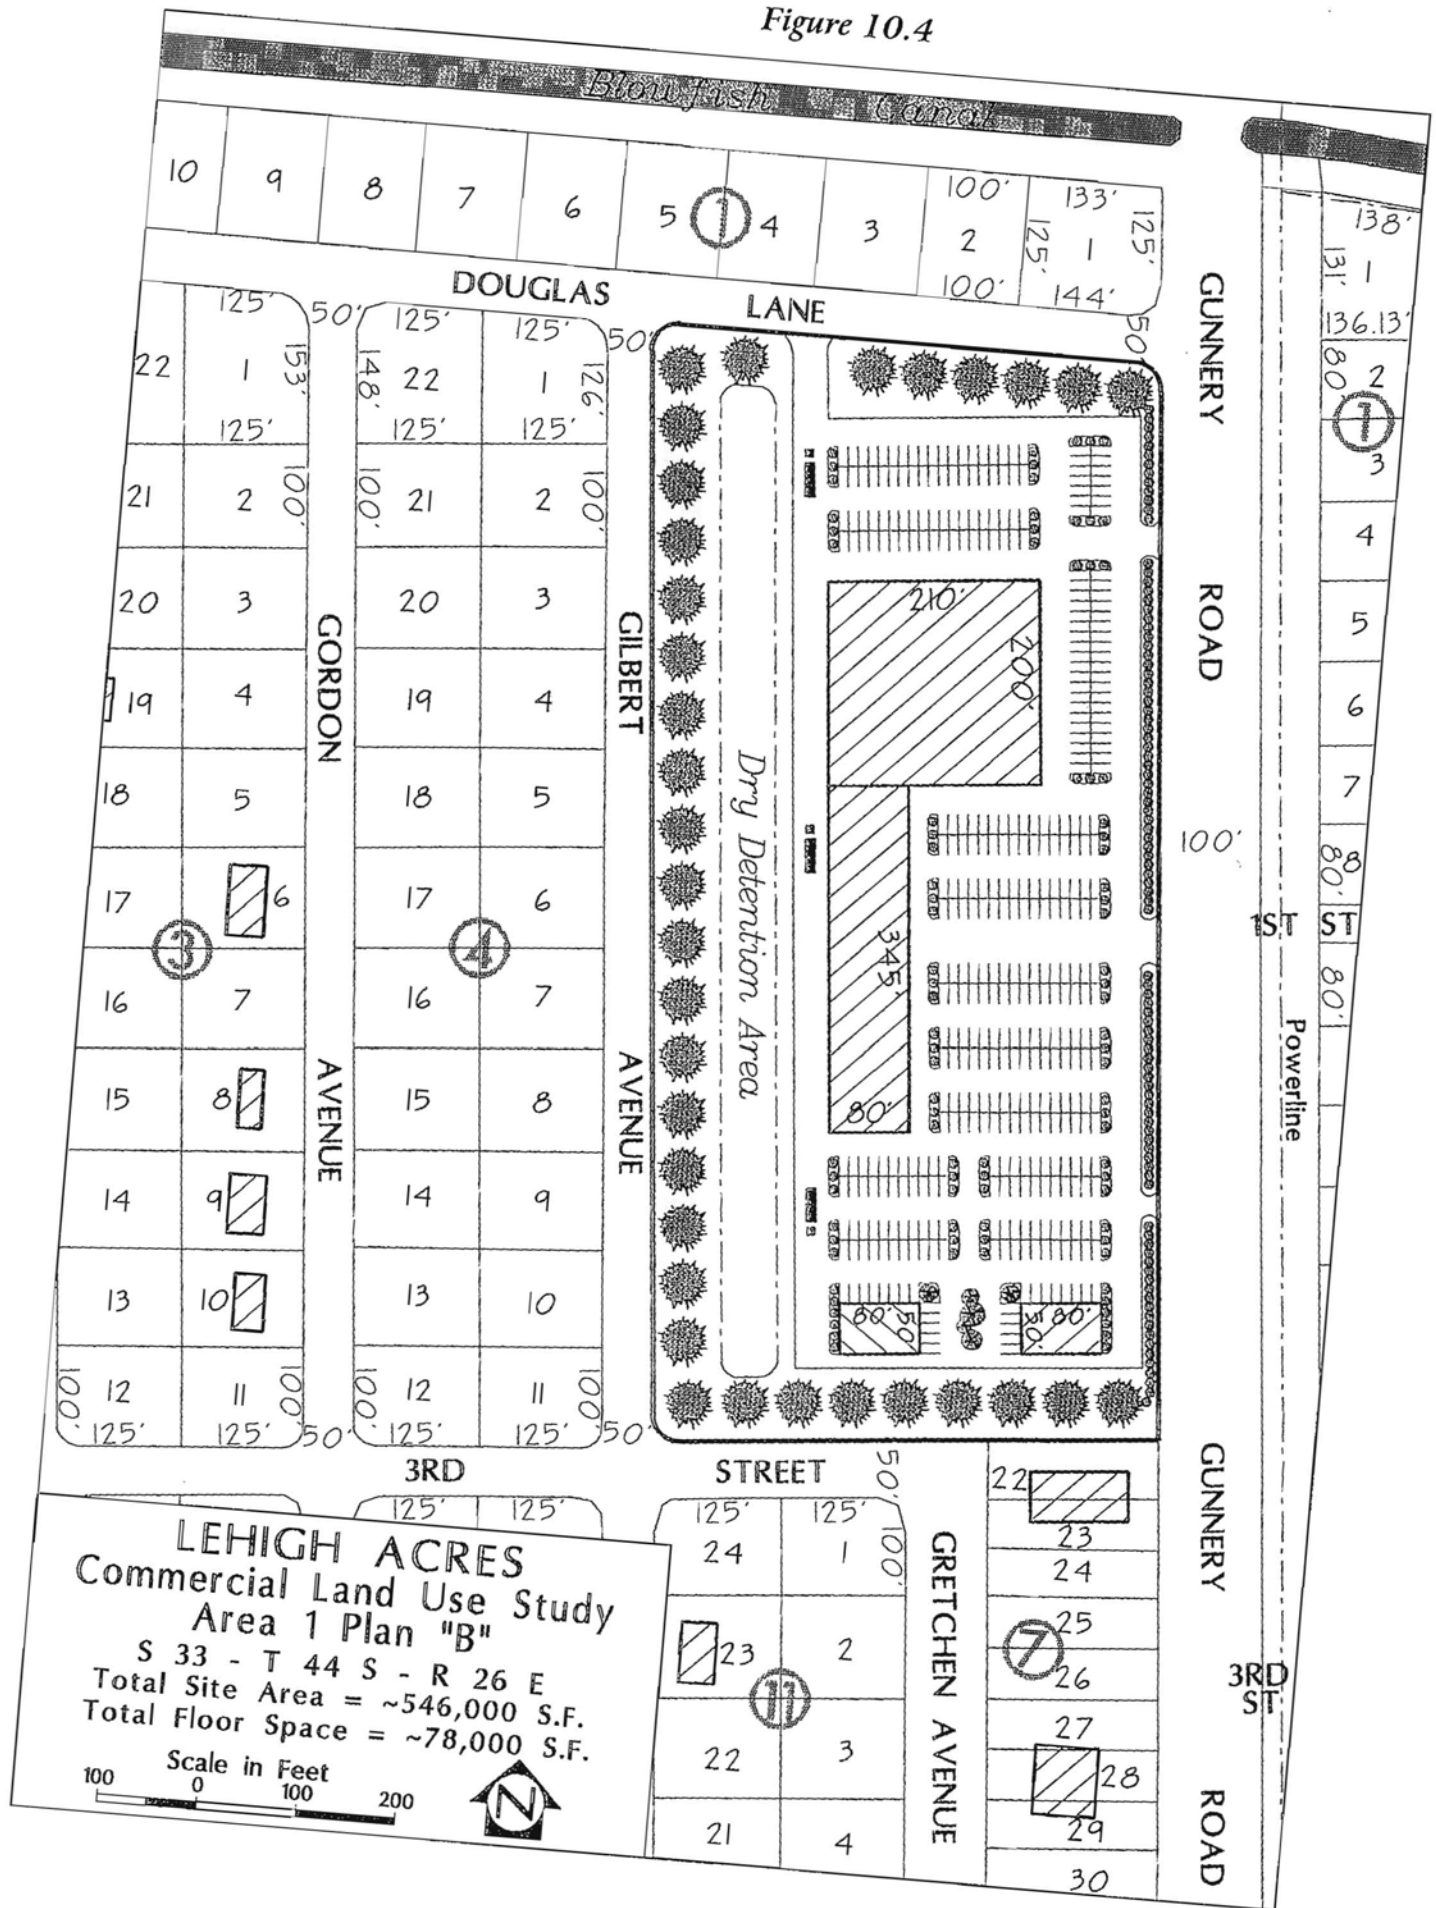 Figure 10.4
Blowfish Canal
10 9 8 7 6 5 1 4 3
100' 133' 138'
2 125' 1 125' 131' 1
100' 144' 136.13'
DOUGLAS LANE
GUNNERY
125' 50' 125' 125' 50' 50'
22 1 153' 148' 22 1 126' 80' 2
125' 125' 125' 1
3
21 2 100' 100' 21 2 100' 4
20 3 20 3 210' 5
GORDON GILBERT ROAD
200'
19 4 19 4 6
18 5 18 5 7
Dry Detention Area
100' 8 80'
17 6 17 6
3 4 345' 1ST ST
16 7 16 7 80'
Powerline
AVENUE AVENUE
15 8 15 8 80'
14 9 14 9
13 10 13 10 80' 50' 50' 80'
100' 12 11 100' 100' 12 11 100'
125' 125' 50' 125' 125' 50'
3RD STREET 50' GUNNERY
125' 125' 125' 125' 22
23
24 1 100' 24
GRETCHEN AVENUE
23 2 25
7
11 26 3RD
ST
22 3 27
28
21 4 29
30
ROAD
LEHIGH ACRES
Commercial Land Use Study
Area 1 Plan "B"
S 33 - T 44 S - R 26 E
Total Site Area = ~546,000 S.F.
Total Floor Space = ~78,000 S.F.
Scale in Feet
100 0 100 200
N